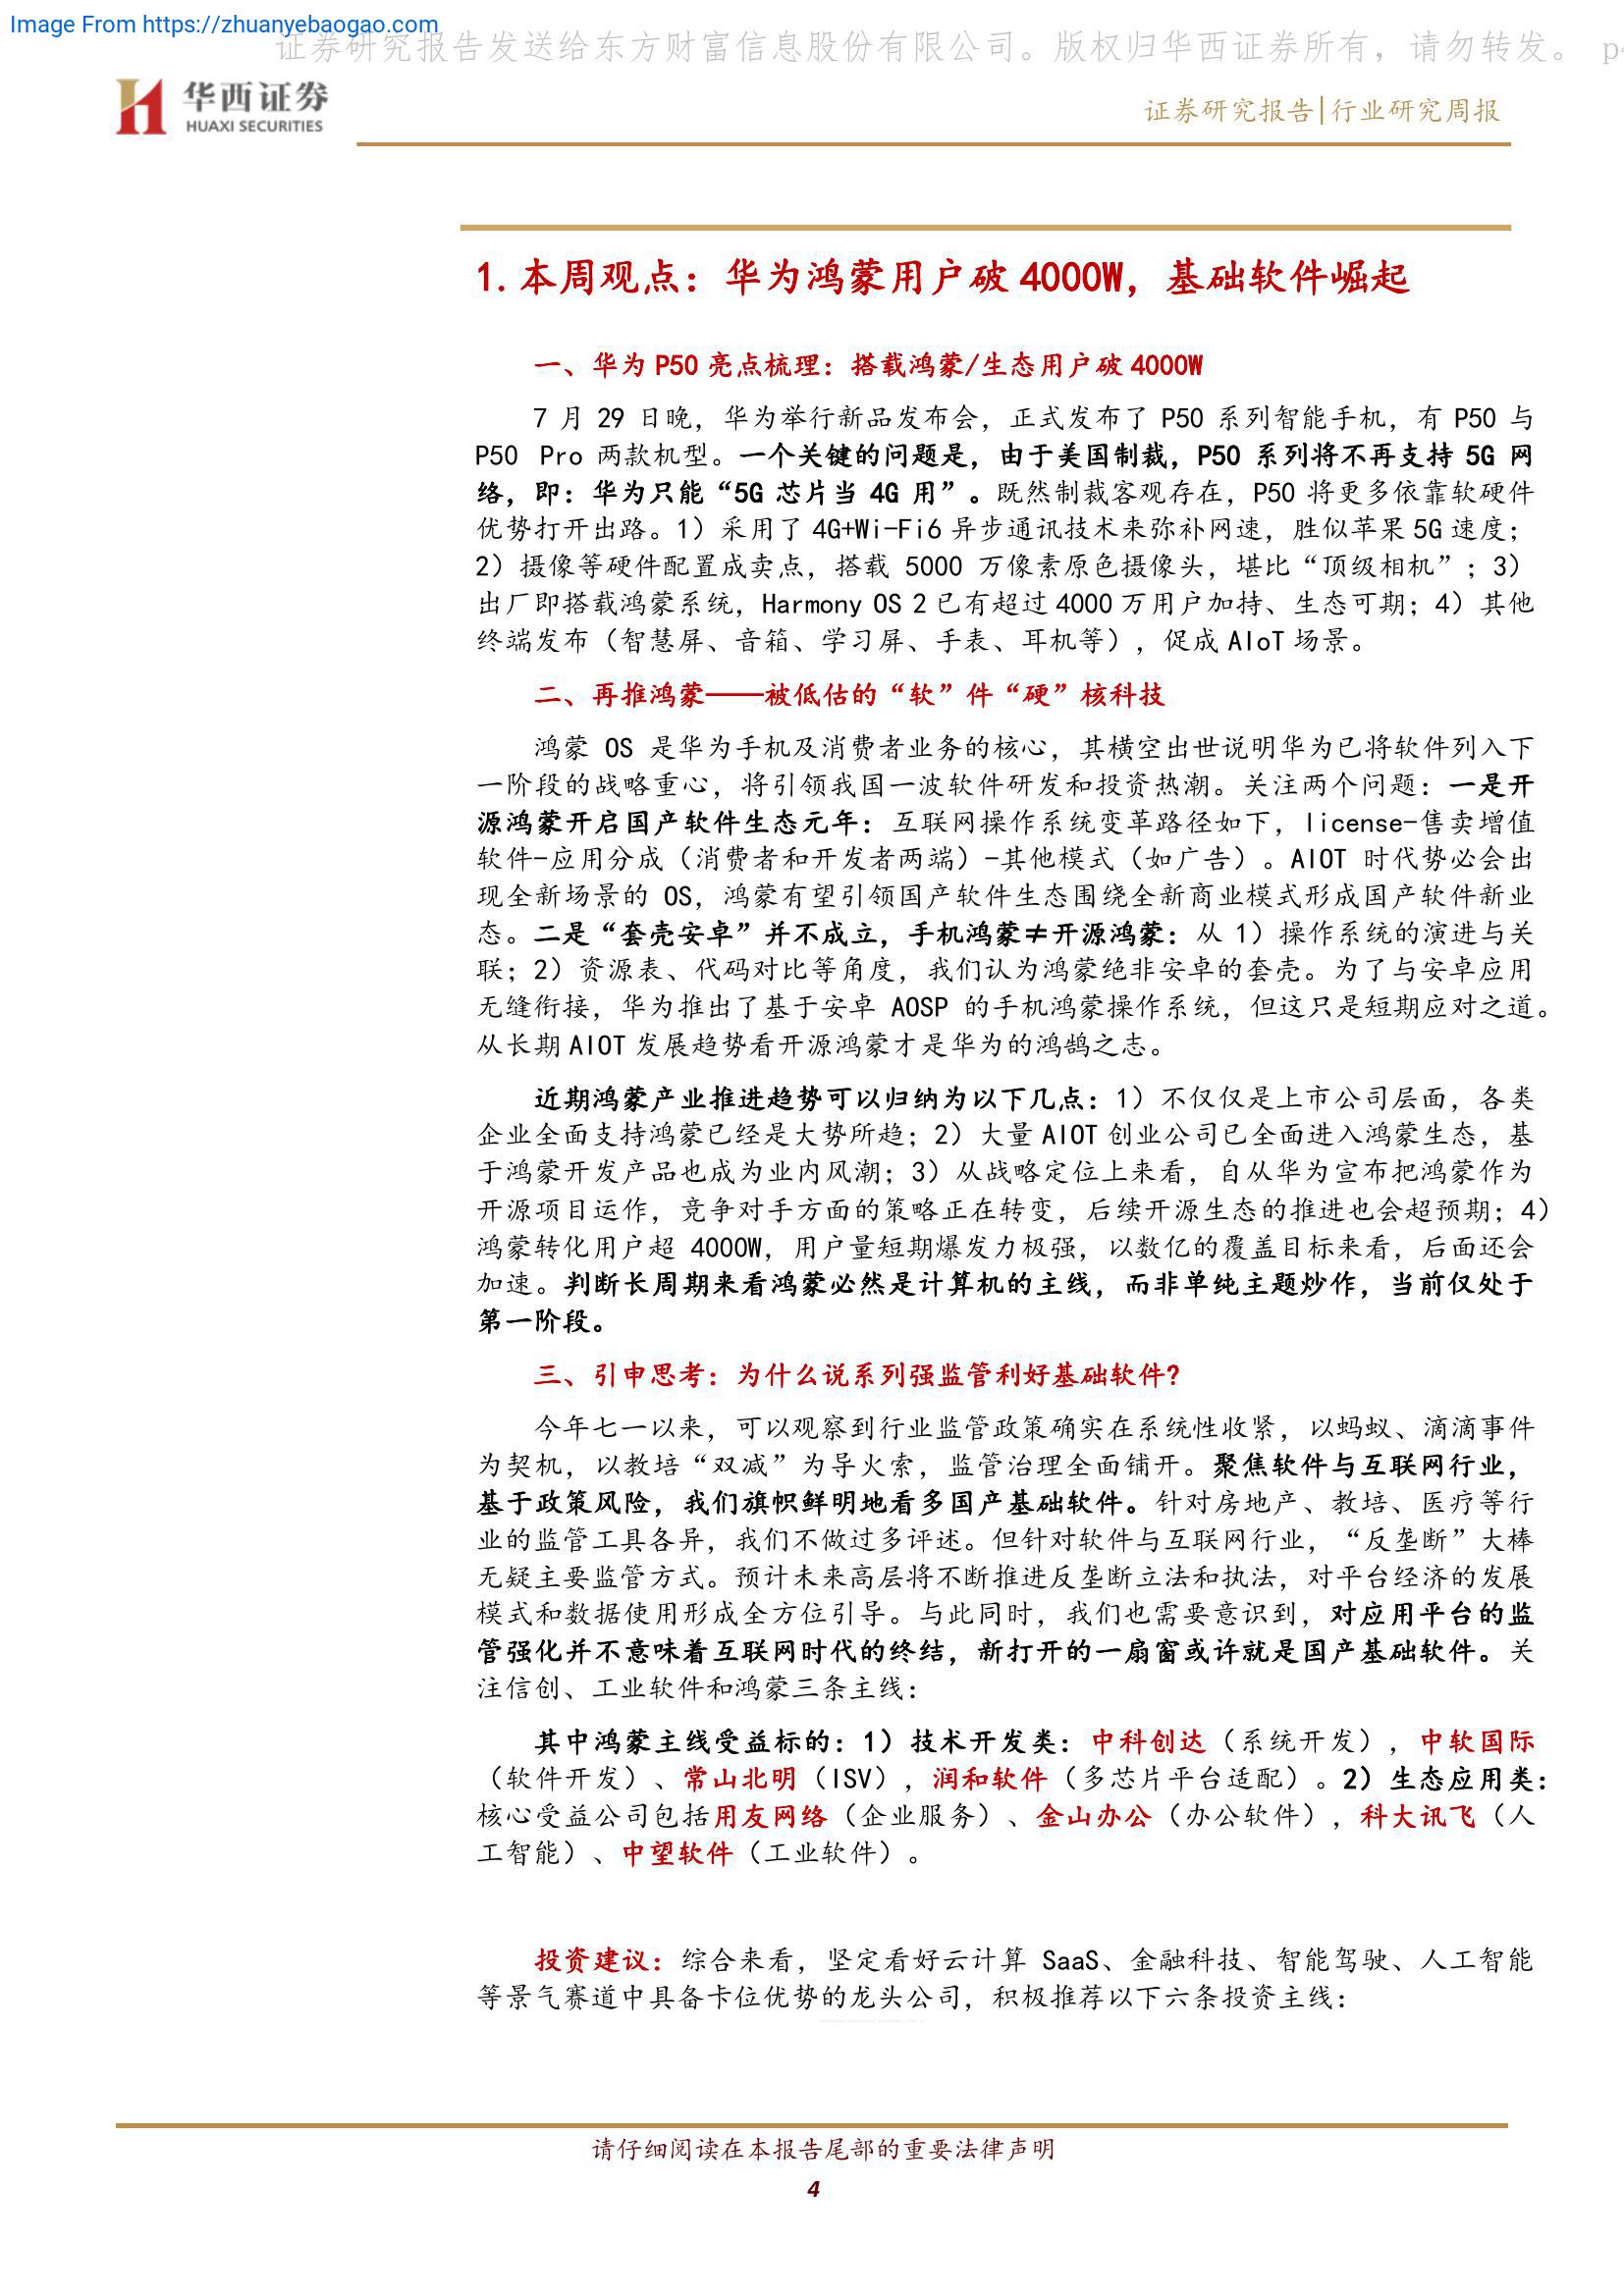 Image From https://zhuanyebaogao.com
证券研究报告发送给东方财富信息股份有限公司。版权归华西证券所有，请勿转发。 p
华西证券
HUAXI SECURITIES
证券研究报告|行业研究周报
1.本周观点：华为鸿蒙用户破 4000W，基础软件崛起
一、华为 P50 亮点梳理：搭载鸿蒙/生态用户破 4000W
7 月 29 日晚，华为举行新品发布会，正式发布了 P50 系列智能手机，有 P50 与
P50 Pro 两款机型。一个关键的问题是，由于美国制裁，P50 系列将不再支持 5G 网
络，即：华为只能“5G 芯片当 4G 用”。既然制裁客观存在，P50 将更多依靠软硬件
优势打开出路。1）采用了 4G+Wi-Fi6 异步通讯技术来弥补网速，胜似苹果 5G 速度；
2）摄像等硬件配置成卖点，搭载 5000 万像素原色摄像头，堪比“顶级相机”；3）
出厂即搭载鸿蒙系统，Harmony OS 2 已有超过 4000 万用户加持、生态可期；4）其他
终端发布（智慧屏、音箱、学习屏、手表、耳机等），促成 AIoT 场景。
二、再推鸿蒙——被低估的“软”件“硬”核科技
鸿蒙 OS 是华为手机及消费者业务的核心，其横空出世说明华为已将软件列入下
一阶段的战略重心，将引领我国一波软件研发和投资热潮。关注两个问题：一是开
源鸿蒙开启国产软件生态元年：互联网操作系统变革路径如下，license-售卖增值
软件-应用分成（消费者和开发者两端）-其他模式（如广告）。AIOT 时代势必会出
现全新场景的 OS，鸿蒙有望引领国产软件生态围绕全新商业模式形成国产软件新业
态。二是“套壳安卓”并不成立，手机鸿蒙≠开源鸿蒙：从 1）操作系统的演进与关
联；2）资源表、代码对比等角度，我们认为鸿蒙绝非安卓的套壳。为了与安卓应用
无缝衔接，华为推出了基于安卓 AOSP 的手机鸿蒙操作系统，但这只是短期应对之道。
从长期 AIOT 发展趋势看开源鸿蒙才是华为的鸿鹄之志。
近期鸿蒙产业推进趋势可以归纳为以下几点：1）不仅仅是上市公司层面，各类
企业全面支持鸿蒙已经是大势所趋；2）大量 AIOT 创业公司已全面进入鸿蒙生态，基
于鸿蒙开发产品也成为业内风潮；3）从战略定位上来看，自从华为宣布把鸿蒙作为
开源项目运作，竞争对手方面的策略正在转变，后续开源生态的推进也会超预期；4）
鸿蒙转化用户超 4000W，用户量短期爆发力极强，以数亿的覆盖目标来看，后面还会
加速。判断长周期来看鸿蒙必然是计算机的主线，而非单纯主题炒作，当前仅处于
第一阶段。
三、引申思考：为什么说系列强监管利好基础软件?
今年七一以来，可以观察到行业监管政策确实在系统性收紧，以蚂蚁、滴滴事件
为契机，以教培“双减”为导火索，监管治理全面铺开。聚焦软件与互联网行业，
基于政策风险，我们旗帜鲜明地看多国产基础软件。针对房地产、教培、医疗等行
业的监管工具各异，我们不做过多评述。但针对软件与互联网行业，“反垄断”大棒
无疑主要监管方式。预计未来高层将不断推进反垄断立法和执法，对平台经济的发展
模式和数据使用形成全方位引导。与此同时，我们也需要意识到，对应用平台的监
管强化并不意味着互联网时代的终结，新打开的一扇窗或许就是国产基础软件。关
注信创、工业软件和鸿蒙三条主线：
其中鸿蒙主线受益标的：1）技术开发类：中科创达（系统开发），中软国际
（软件开发）、常山北明（ISV），润和软件（多芯片平台适配）。2）生态应用类：
核心受益公司包括用友网络（企业服务）、金山办公（办公软件），科大讯飞（人
工智能）、中望软件（工业软件）。
投资建议：综合来看，坚定看好云计算 SaaS、金融科技、智能驾驶、人工智能
等景气赛道中具备卡位优势的龙头公司，积极推荐以下六条投资主线：
请仔细阅读在本报告尾部的重要法律声明
4